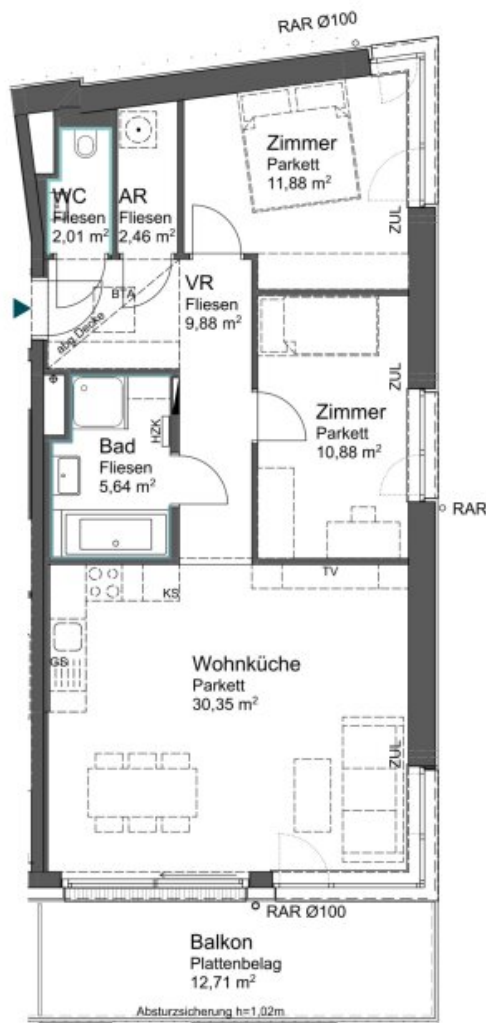 RAR Ø100
Zimmer
Parkett
11,88 m²
ZUL
WC
Fliesen
2,01 m²
AR
Fliesen
2,46 m²
VR
Fliesen
9,88 m²
BTA
abg Decke
Zimmer
Parkett
10,88 m²
ZUL
Bad
Fliesen
5,64 m²
HZK
RAR
TV
KS
GS
Wohnküche
Parkett
30,35 m²
ZUL
RAR Ø100
Balkon
Plattenbelag
12,71 m²
Absturzsicherung h=1,02m